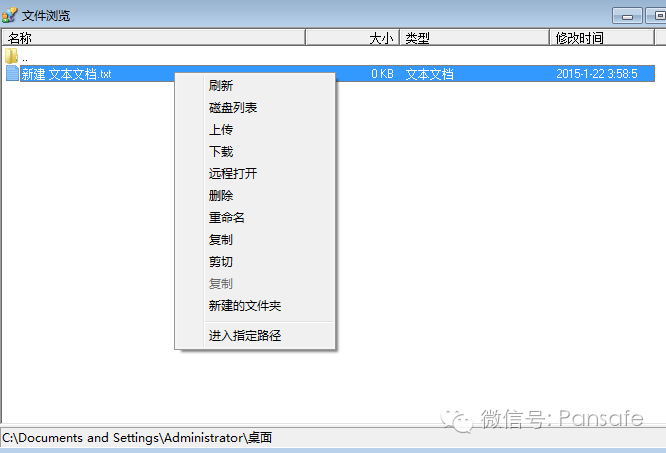 文件浏览
名称 大小 类型 修改时间
..
新建 文本文档.txt 0 KB 文本文档 2015-1-22 3:58:5
刷新
磁盘列表
上传
下载
远程打开
删除
重命名
复制
剪切
复制
新建的文件夹
进入指定路径
微信号: Pansafe
C:\Documents and Settings\Administrator\桌面